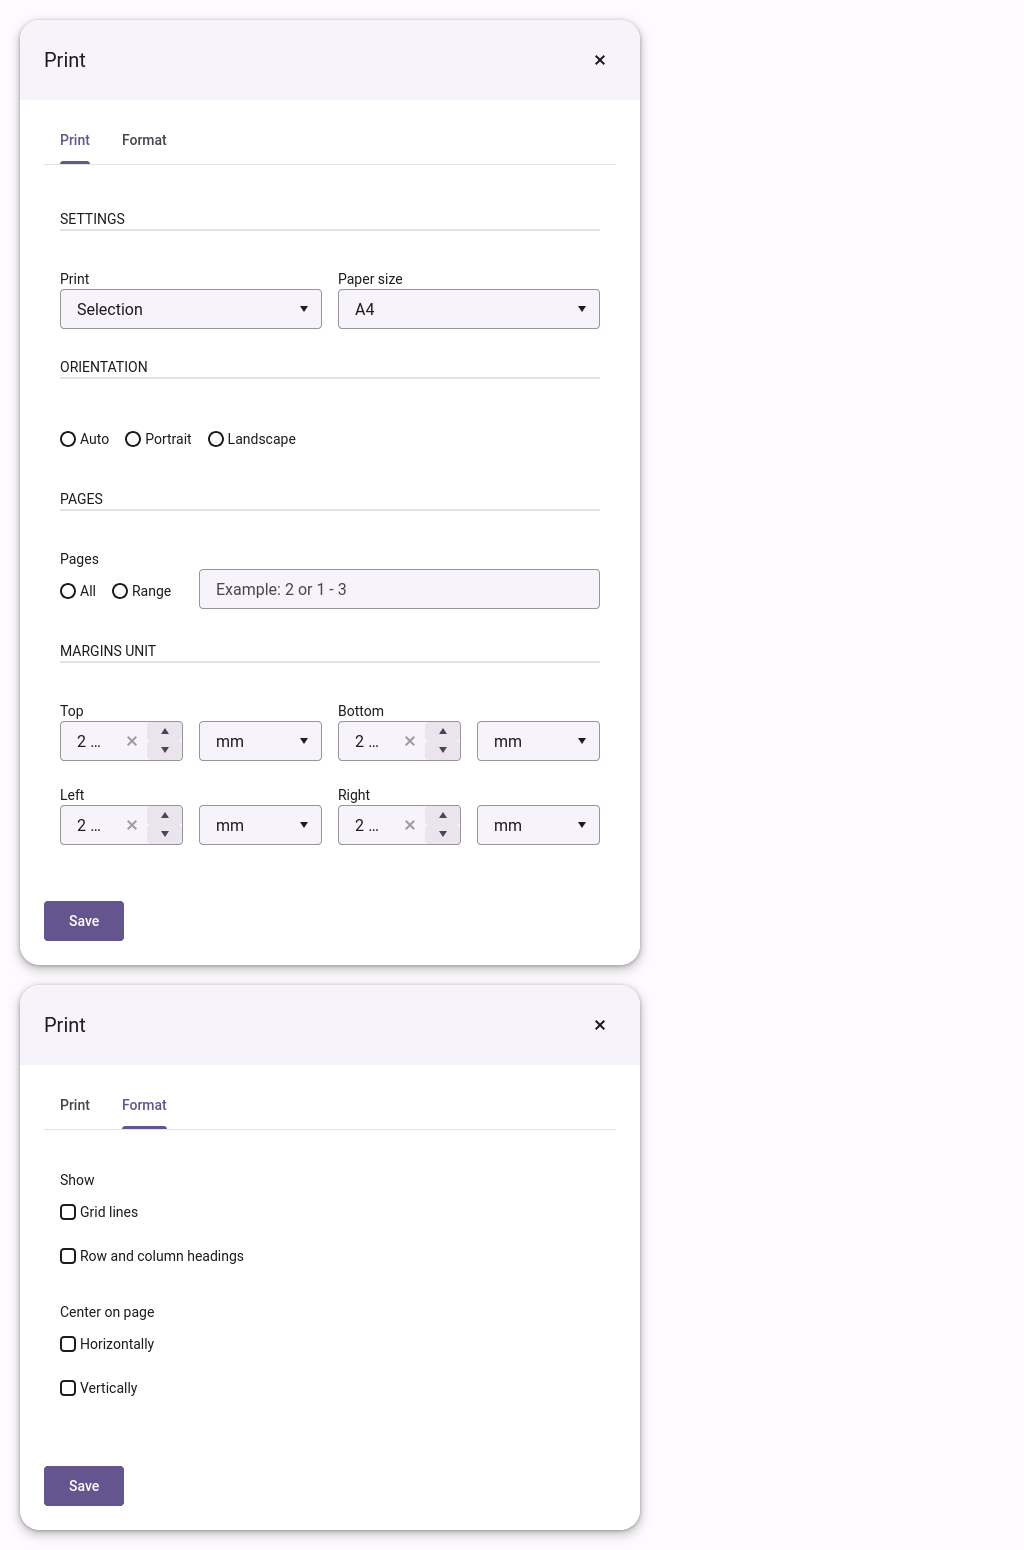 Print
Print Format
SETTINGS
Print Paper size
Selection A4
ORIENTATION
Auto Portrait Landscape
PAGES
Pages
All Range Example: 2 or 1 - 3
MARGINS UNIT
Top Bottom
2 ... mm 2 ... mm
Left Right
2 ... mm 2 ... mm
Save
Print
Print Format
Show
Grid lines
Row and column headings
Center on page
Horizontally
Vertically
Save